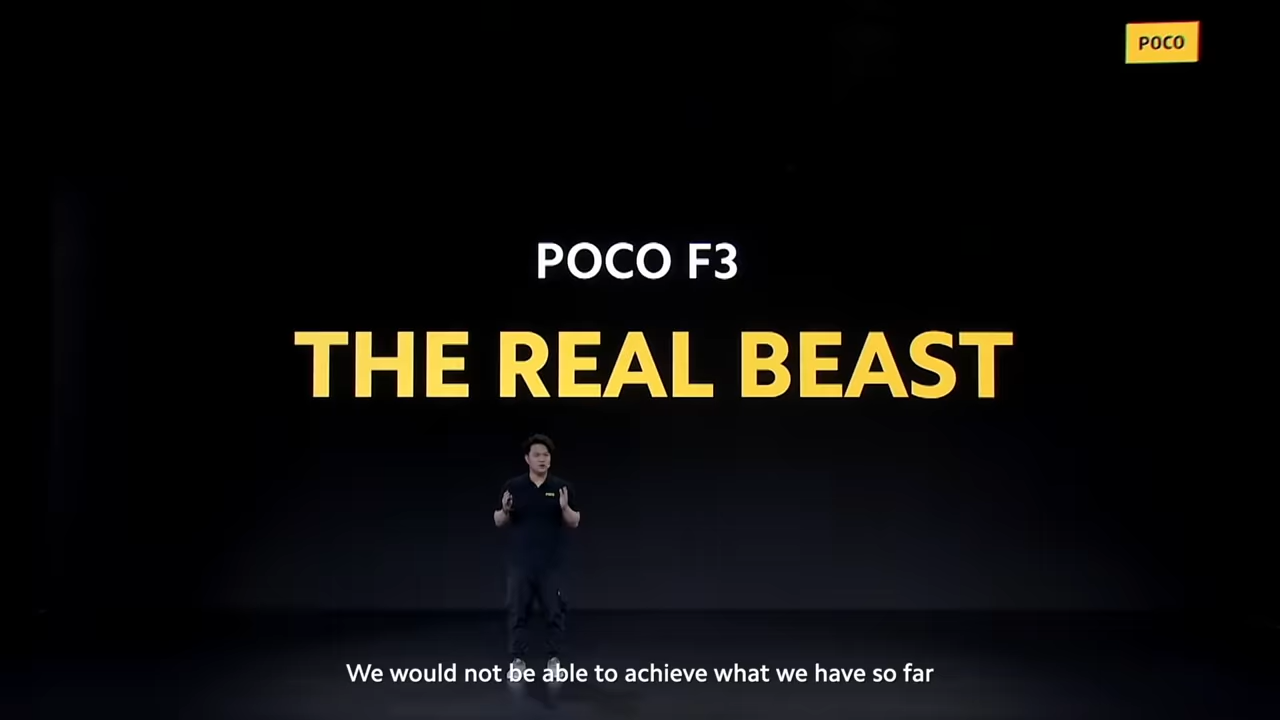 POCO
POCO F3
THE REAL BEAST
We would not be able to achieve what we have so far